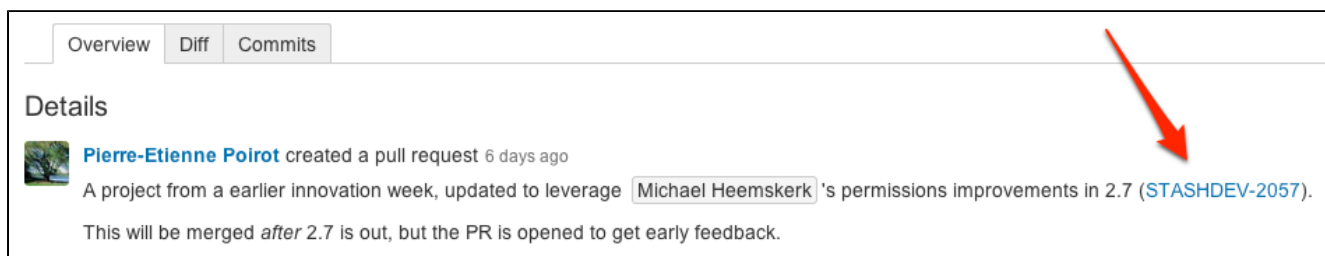 Overview Diff Commits
Details
Pierre-Etienne Poirot created a pull request 6 days ago
A project from a earlier innovation week, updated to leverage Michael Heemskerk 's permissions improvements in 2.7 (STASHDEV-2057).
This will be merged after 2.7 is out, but the PR is opened to get early feedback.